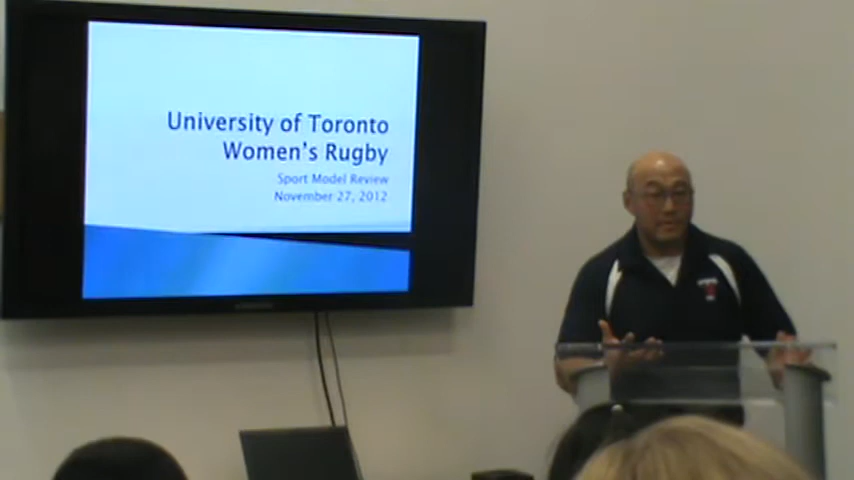 University of Toronto
Women's Rugby
Sport Model Review
November 27, 2012